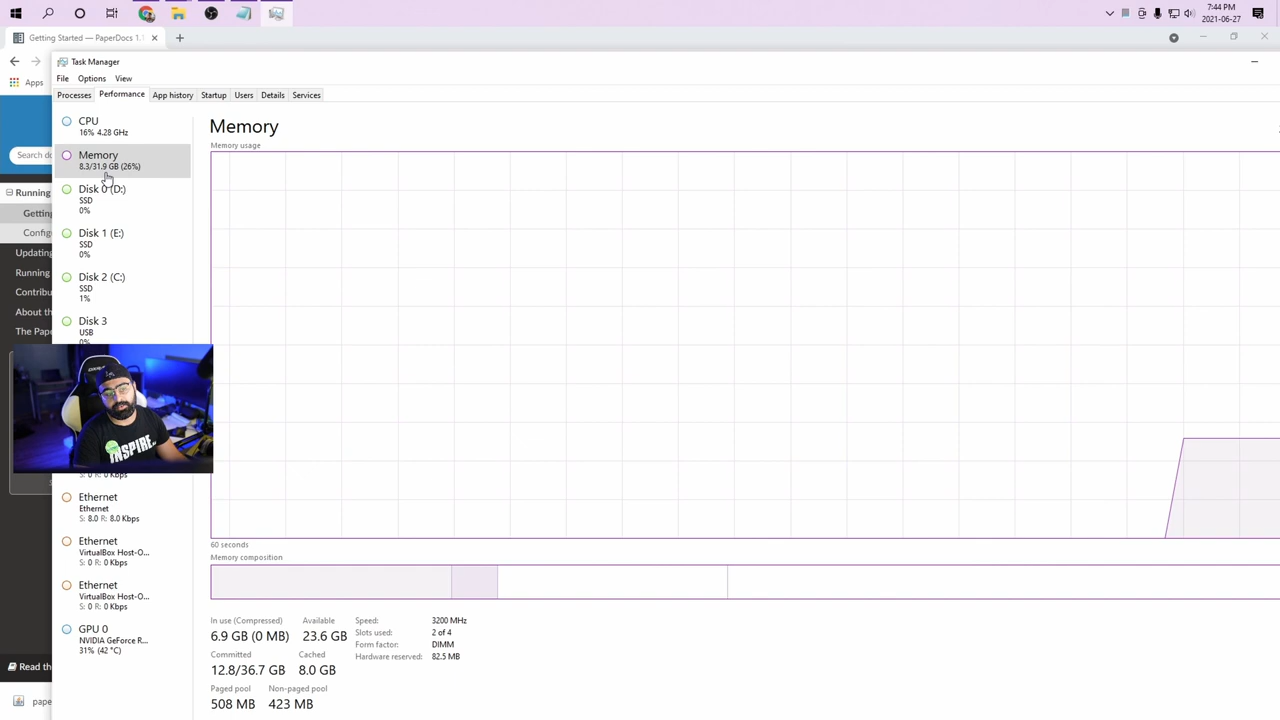 7:44 PM
2021-06-27
Getting Started — PaperDocs 1.
Apps
Task Manager
File Options View
Processes Performance App history Startup Users Details Services
Search do
Running
Getting
Config
Updating
Running
Contribu
About th
The Pape
CPU
16% 4.28 GHz
Memory
8.3/31.9 GB (26%)
Disk 0 (D:)
SSD
0%
Disk 1 (E:)
SSD
0%
Disk 2 (C:)
SSD
1%
Disk 3
USB
0%
INSPIRE
S: 0 R: 0 Kbps
Ethernet
Ethernet
S: 8.0 R: 8.0 Kbps
Ethernet
VirtualBox Host-O...
S: 0 R: 0 Kbps
Ethernet
VirtualBox Host-O...
S: 0 R: 0 Kbps
GPU 0
NVIDIA GeForce R...
31% (42 °C)
Read th
pape
Memory
Memory usage
60 seconds
Memory composition
In use (Compressed) Available
6.9 GB (0 MB) 23.6 GB
Committed Cached
12.8/36.7 GB 8.0 GB
Paged pool Non-paged pool
508 MB 423 MB
Speed: 3200 MHz
Slots used: 2 of 4
Form factor: DIMM
Hardware reserved: 82.5 MB